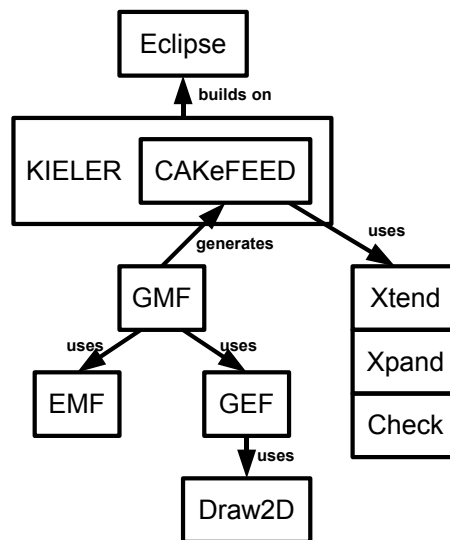 Eclipse
builds on
KIELER CAKeFEED
generates
uses
GMF
Xtend
uses
uses
Xpand
EMF
GEF
Check
uses
Draw2D